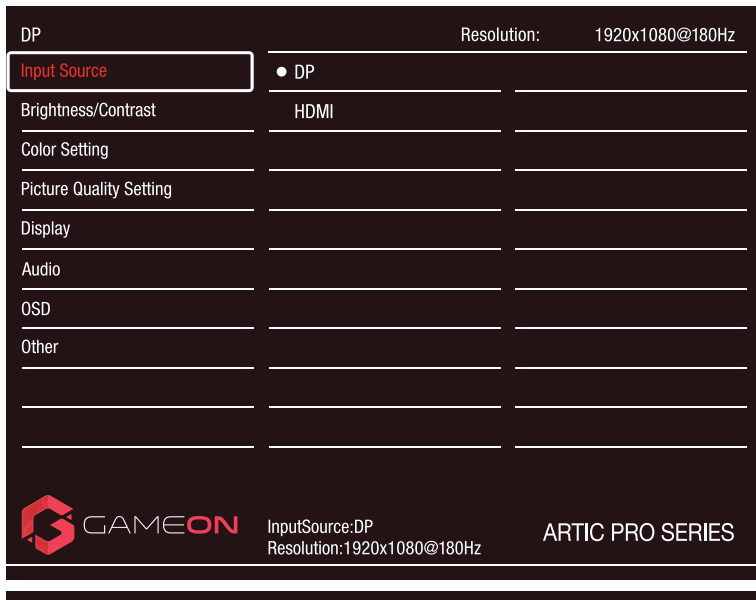 DP Resolution: 1920x1080@180Hz
Input Source DP
Brightness/Contrast HDMI
Color Setting
Picture Quality Setting
Display
Audio
OSD
Other
GAMEON
InputSource:DP
Resolution:1920x1080@180Hz
ARTIC PRO SERIES